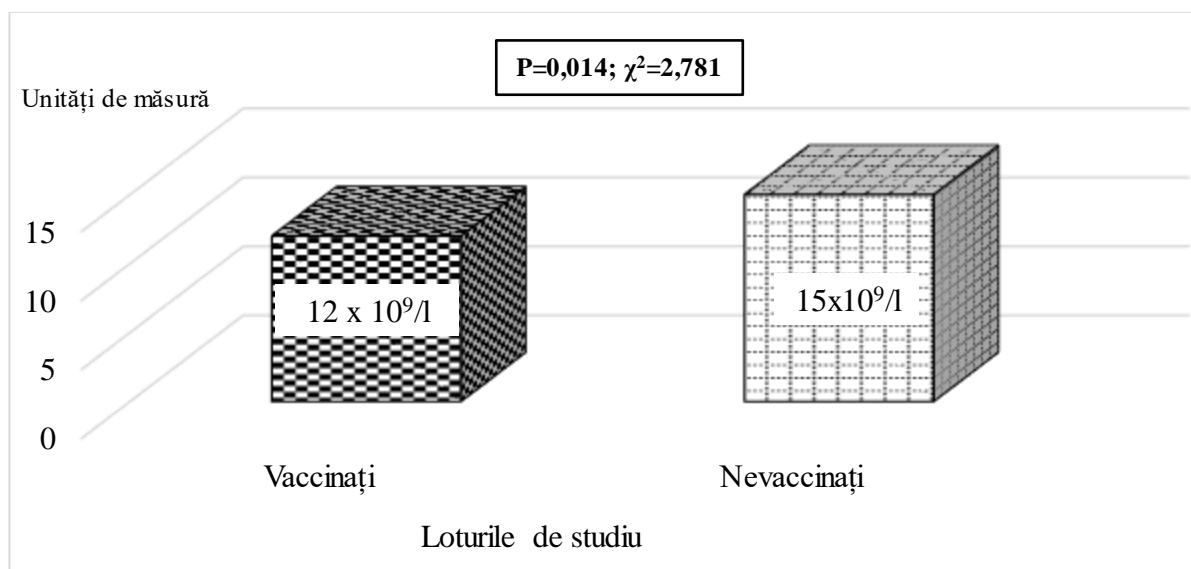 P=0,014; χ²=2,781
Unități de măsură
15
10
5
0
12 x 10⁹/l
15x10⁹/l
Vaccinați
Nevaccinați
Loturile de studiu